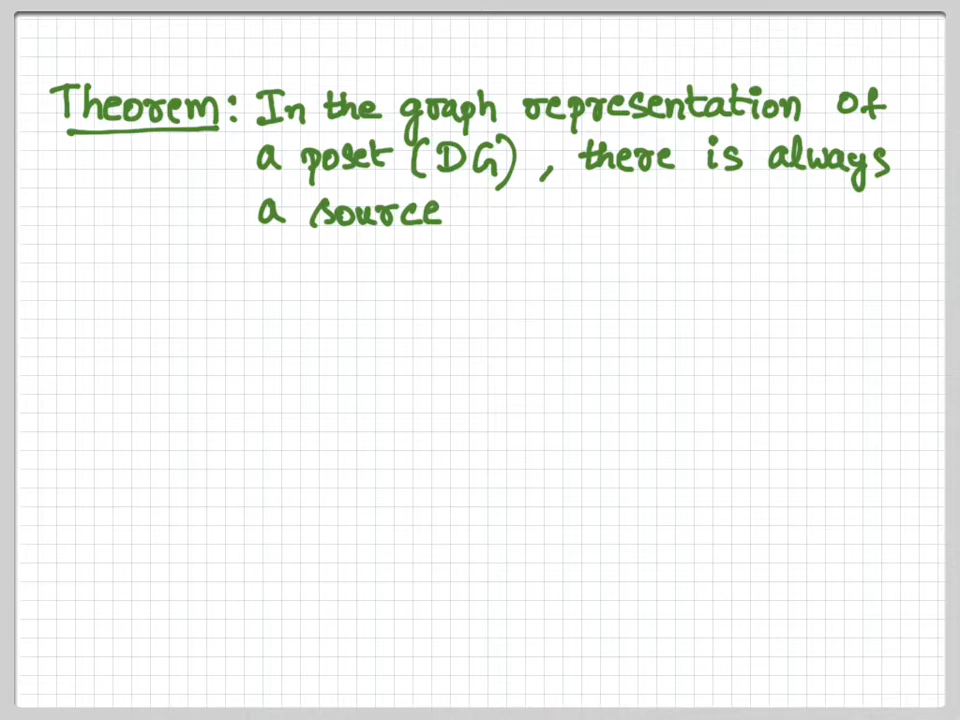 Theorem: In the graph representation of
a poset (DG), there is always
a source